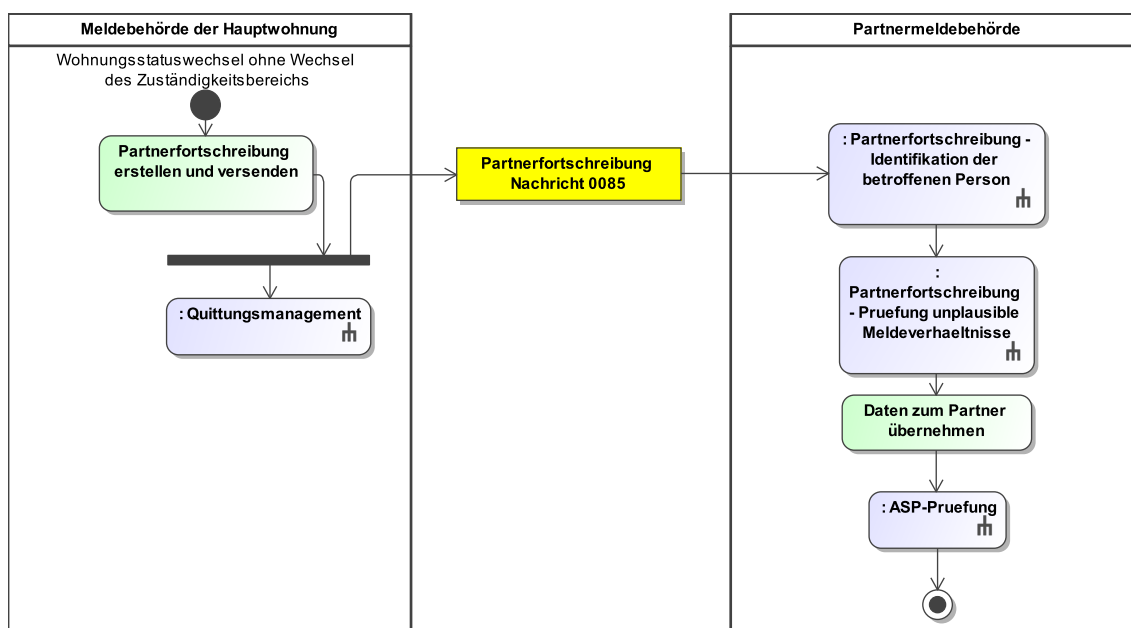 Meldebehörde der Hauptwohnung
Wohnungsstatuswechsel ohne Wechsel
des Zuständigkeitsbereichs
Partnerfortschreibung
erstellen und versenden
: Quittungsmanagement
Partnerfortschreibung
Nachricht 0085
Partnermeldebehörde
: Partnerfortschreibung -
Identifikation der
betroffenen Person
:
Partnerfortschreibung
- Pruefung unplausible
Meldeverhaeltnisse
Daten zum Partner
übernehmen
: ASP-Pruefung